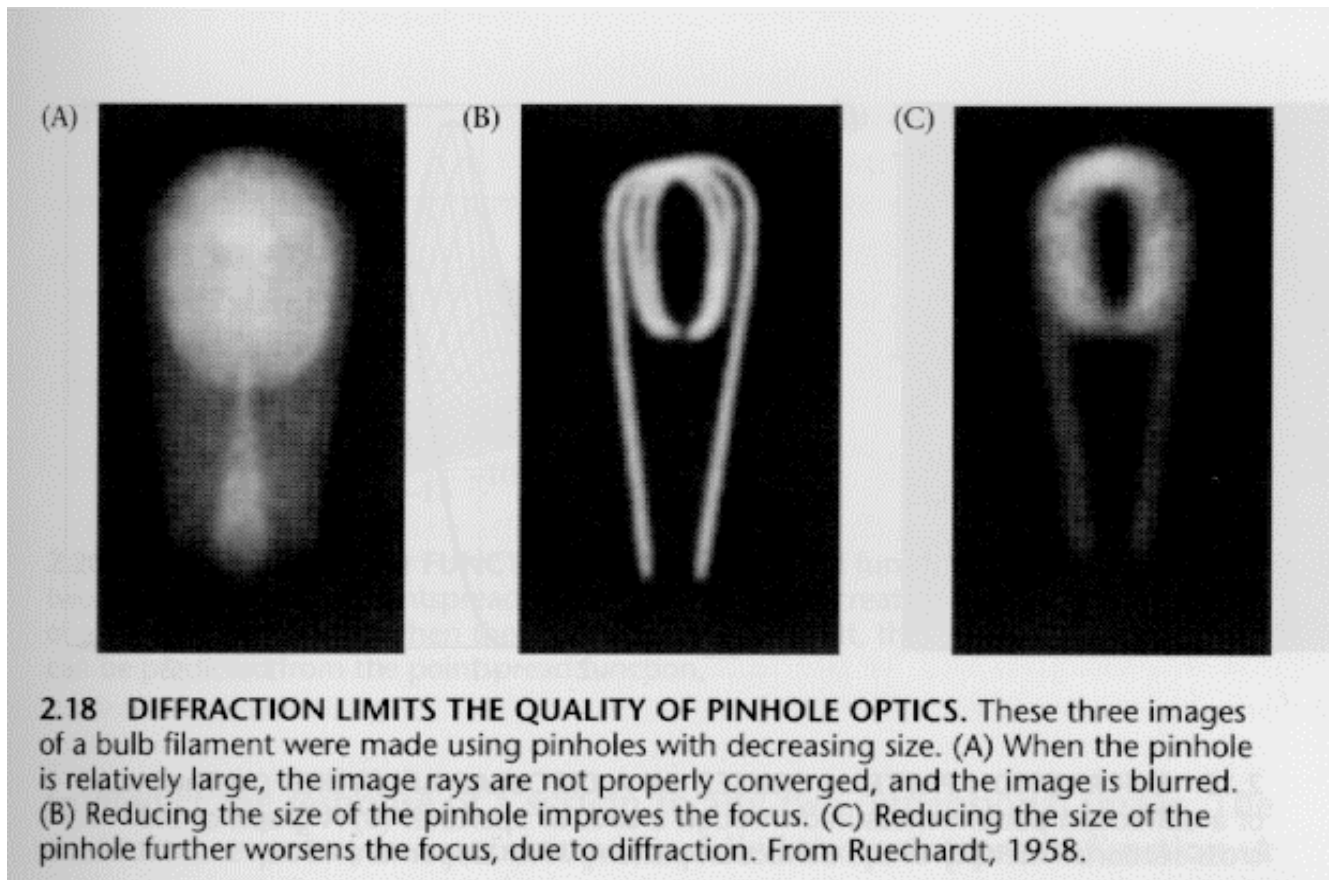 (A) (B) (C)
2.18 DIFFRACTION LIMITS THE QUALITY OF PINHOLE OPTICS. These three images
of a bulb filament were made using pinholes with decreasing size. (A) When the pinhole
is relatively large, the image rays are not properly converged, and the image is blurred.
(B) Reducing the size of the pinhole improves the focus. (C) Reducing the size of the
pinhole further worsens the focus, due to diffraction. From Ruechardt, 1958.